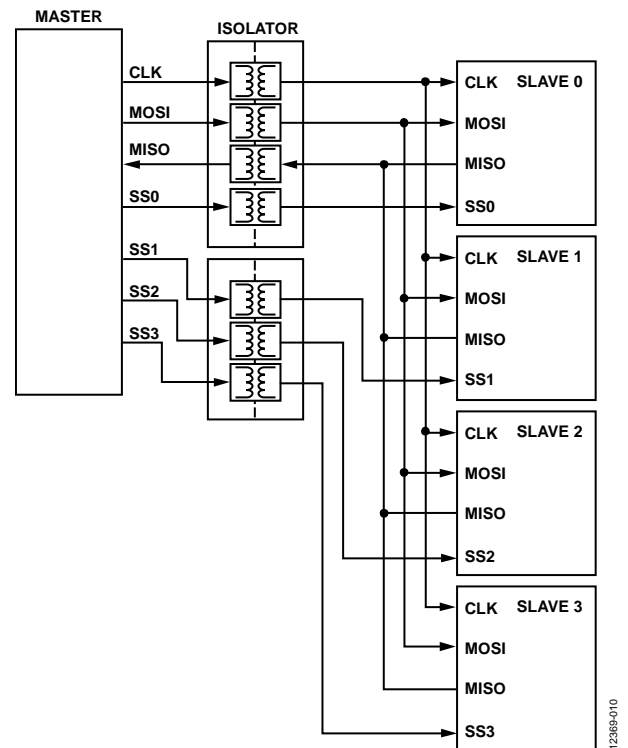 MASTER
ISOLATOR
CLK
MOSI
MISO
SS0
SS1
SS2
SS3
CLK SLAVE 0
MOSI
MISO
SS0
CLK SLAVE 1
MOSI
MISO
SS1
CLK SLAVE 2
MOSI
MISO
SS2
CLK SLAVE 3
MOSI
MISO
SS3
12369-010